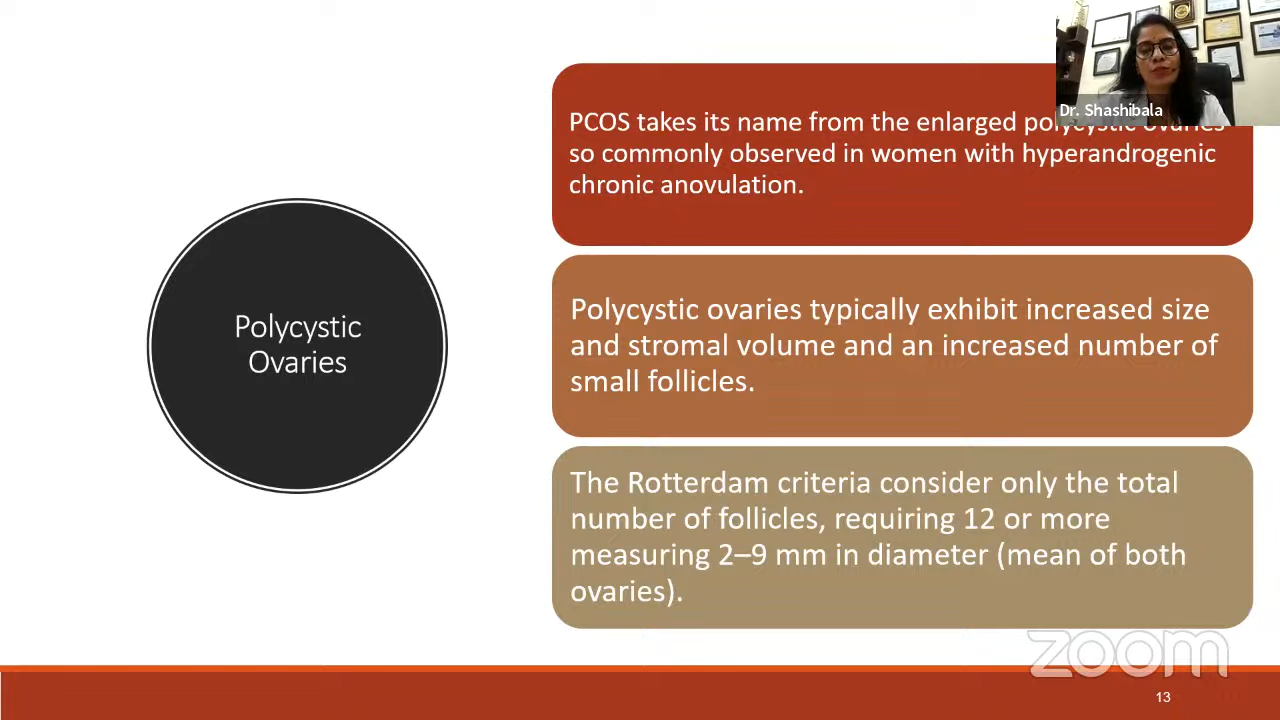 Polycystic
Ovaries
PCOS takes its name from the enlarged polycystic ovaries
so commonly observed in women with hyperandrogenic
chronic anovulation.
Polycystic ovaries typically exhibit increased size
and stromal volume and an increased number of
small follicles.
The Rotterdam criteria consider only the total
number of follicles, requiring 12 or more
measuring 2–9 mm in diameter (mean of both
ovaries).
Dr. Shashibala
zoom
13